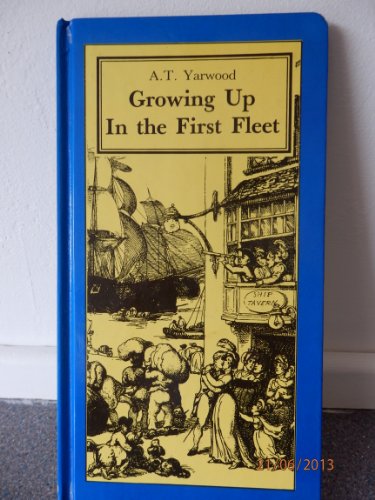 A.T. Yarwood
Growing Up
In the First Fleet
SHIP
TAVERN
21/06/2013